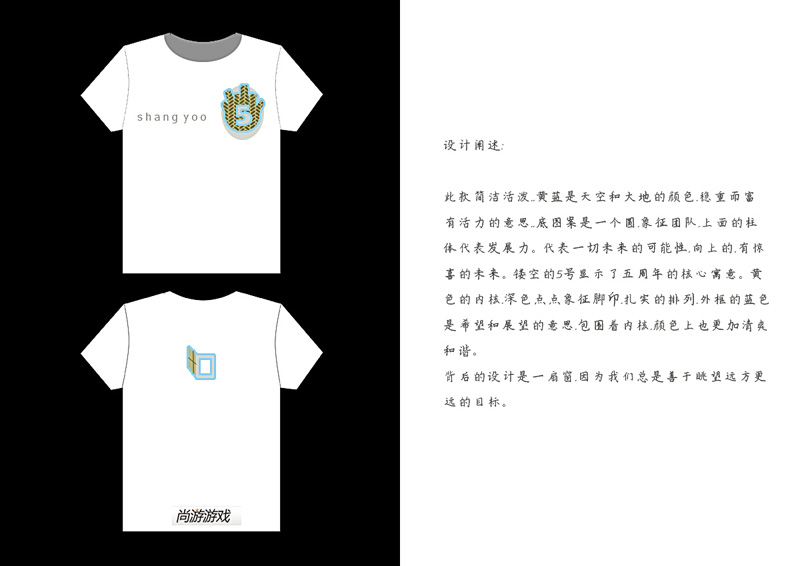 shang yoo
5
尚游游戏
设计阐述:
此款简洁活泼,.黄蓝是天空和大地的颜色.稳重而富
有活力的意思..底图案是一个圆.象征团队.上面的柱
体代表发展力。代表一切未来的可能性.向上的.有惊
喜的未来。镂空的5号显示了五周年的核心寓意。黄
色的内核.深色点点象征脚印.扎实的排列.外框的蓝色
是希望和展望的意思.包围着内核.颜色上也更加清爽
和谐。
背后的设计是一扇窗.因为我们总是善于眺望远方更
远的目标。